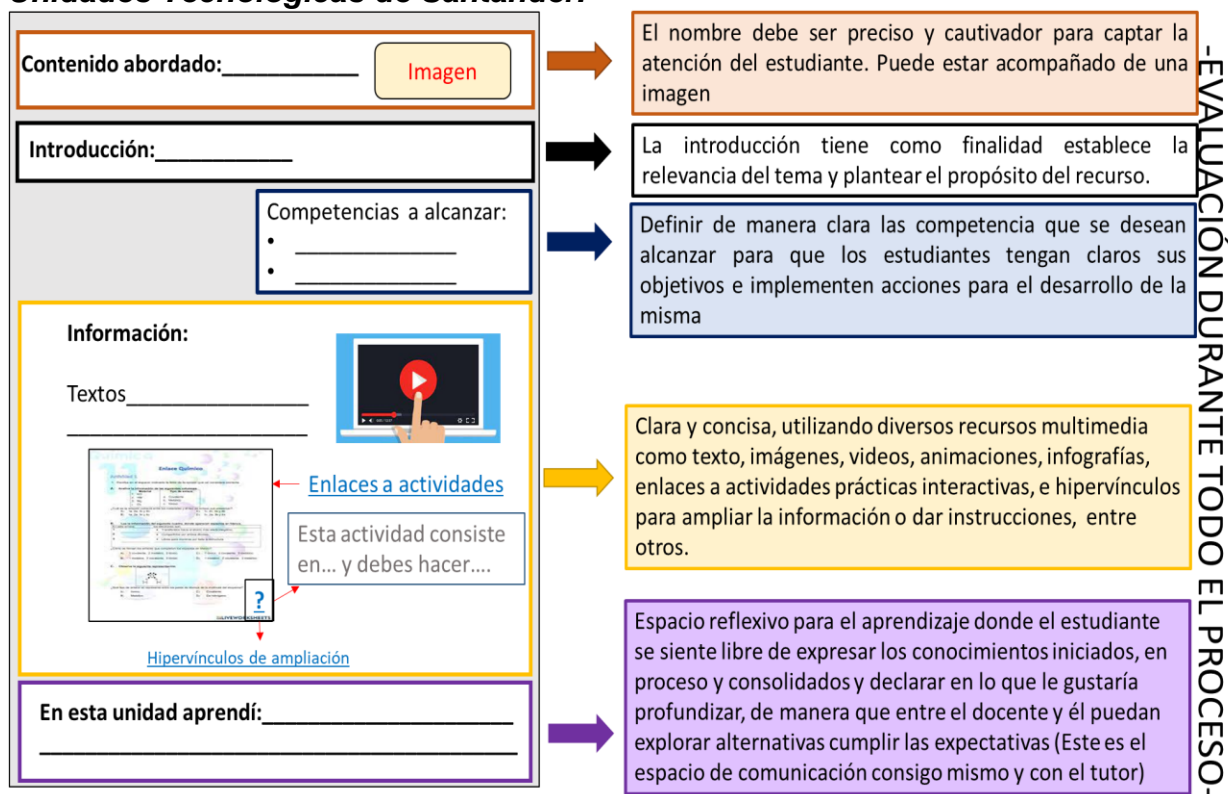 Unidades Tecnológicas de Santander.
Contenido abordado:____________
Imagen
El nombre debe ser preciso y cautivador para captar la
atención del estudiante. Puede estar acompañado de una
imagen
Introducción:____________
La introducción tiene como finalidad establece la
relevancia del tema y plantear el propósito del recurso.
Competencias a alcanzar:
• ______________
• ______________
Definir de manera clara las competencia que se desean
alcanzar para que los estudiantes tengan claros sus
objetivos e implementen acciones para el desarrollo de la
misma
Información:
Textos________________
_____________________
Enlace Químico
Enlaces a actividades
Esta actividad consiste
en... y debes hacer....
?
LIVEWORKSHEETS
Hipervínculos de ampliación
Clara y concisa, utilizando diversos recursos multimedia
como texto, imágenes, videos, animaciones, infografías,
enlaces a actividades prácticas interactivas, e hipervínculos
para ampliar la información o dar instrucciones, entre
otros.
En esta unidad aprendí:______________________
__________________________________________
Espacio reflexivo para el aprendizaje donde el estudiante
se siente libre de expresar los conocimientos iniciados, en
proceso y consolidados y declarar en lo que le gustaría
profundizar, de manera que entre el docente y él puedan
explorar alternativas cumplir las expectativas (Este es el
espacio de comunicación consigo mismo y con el tutor)
-EVALUACIÓN DURANTE TODO EL PROCESO-